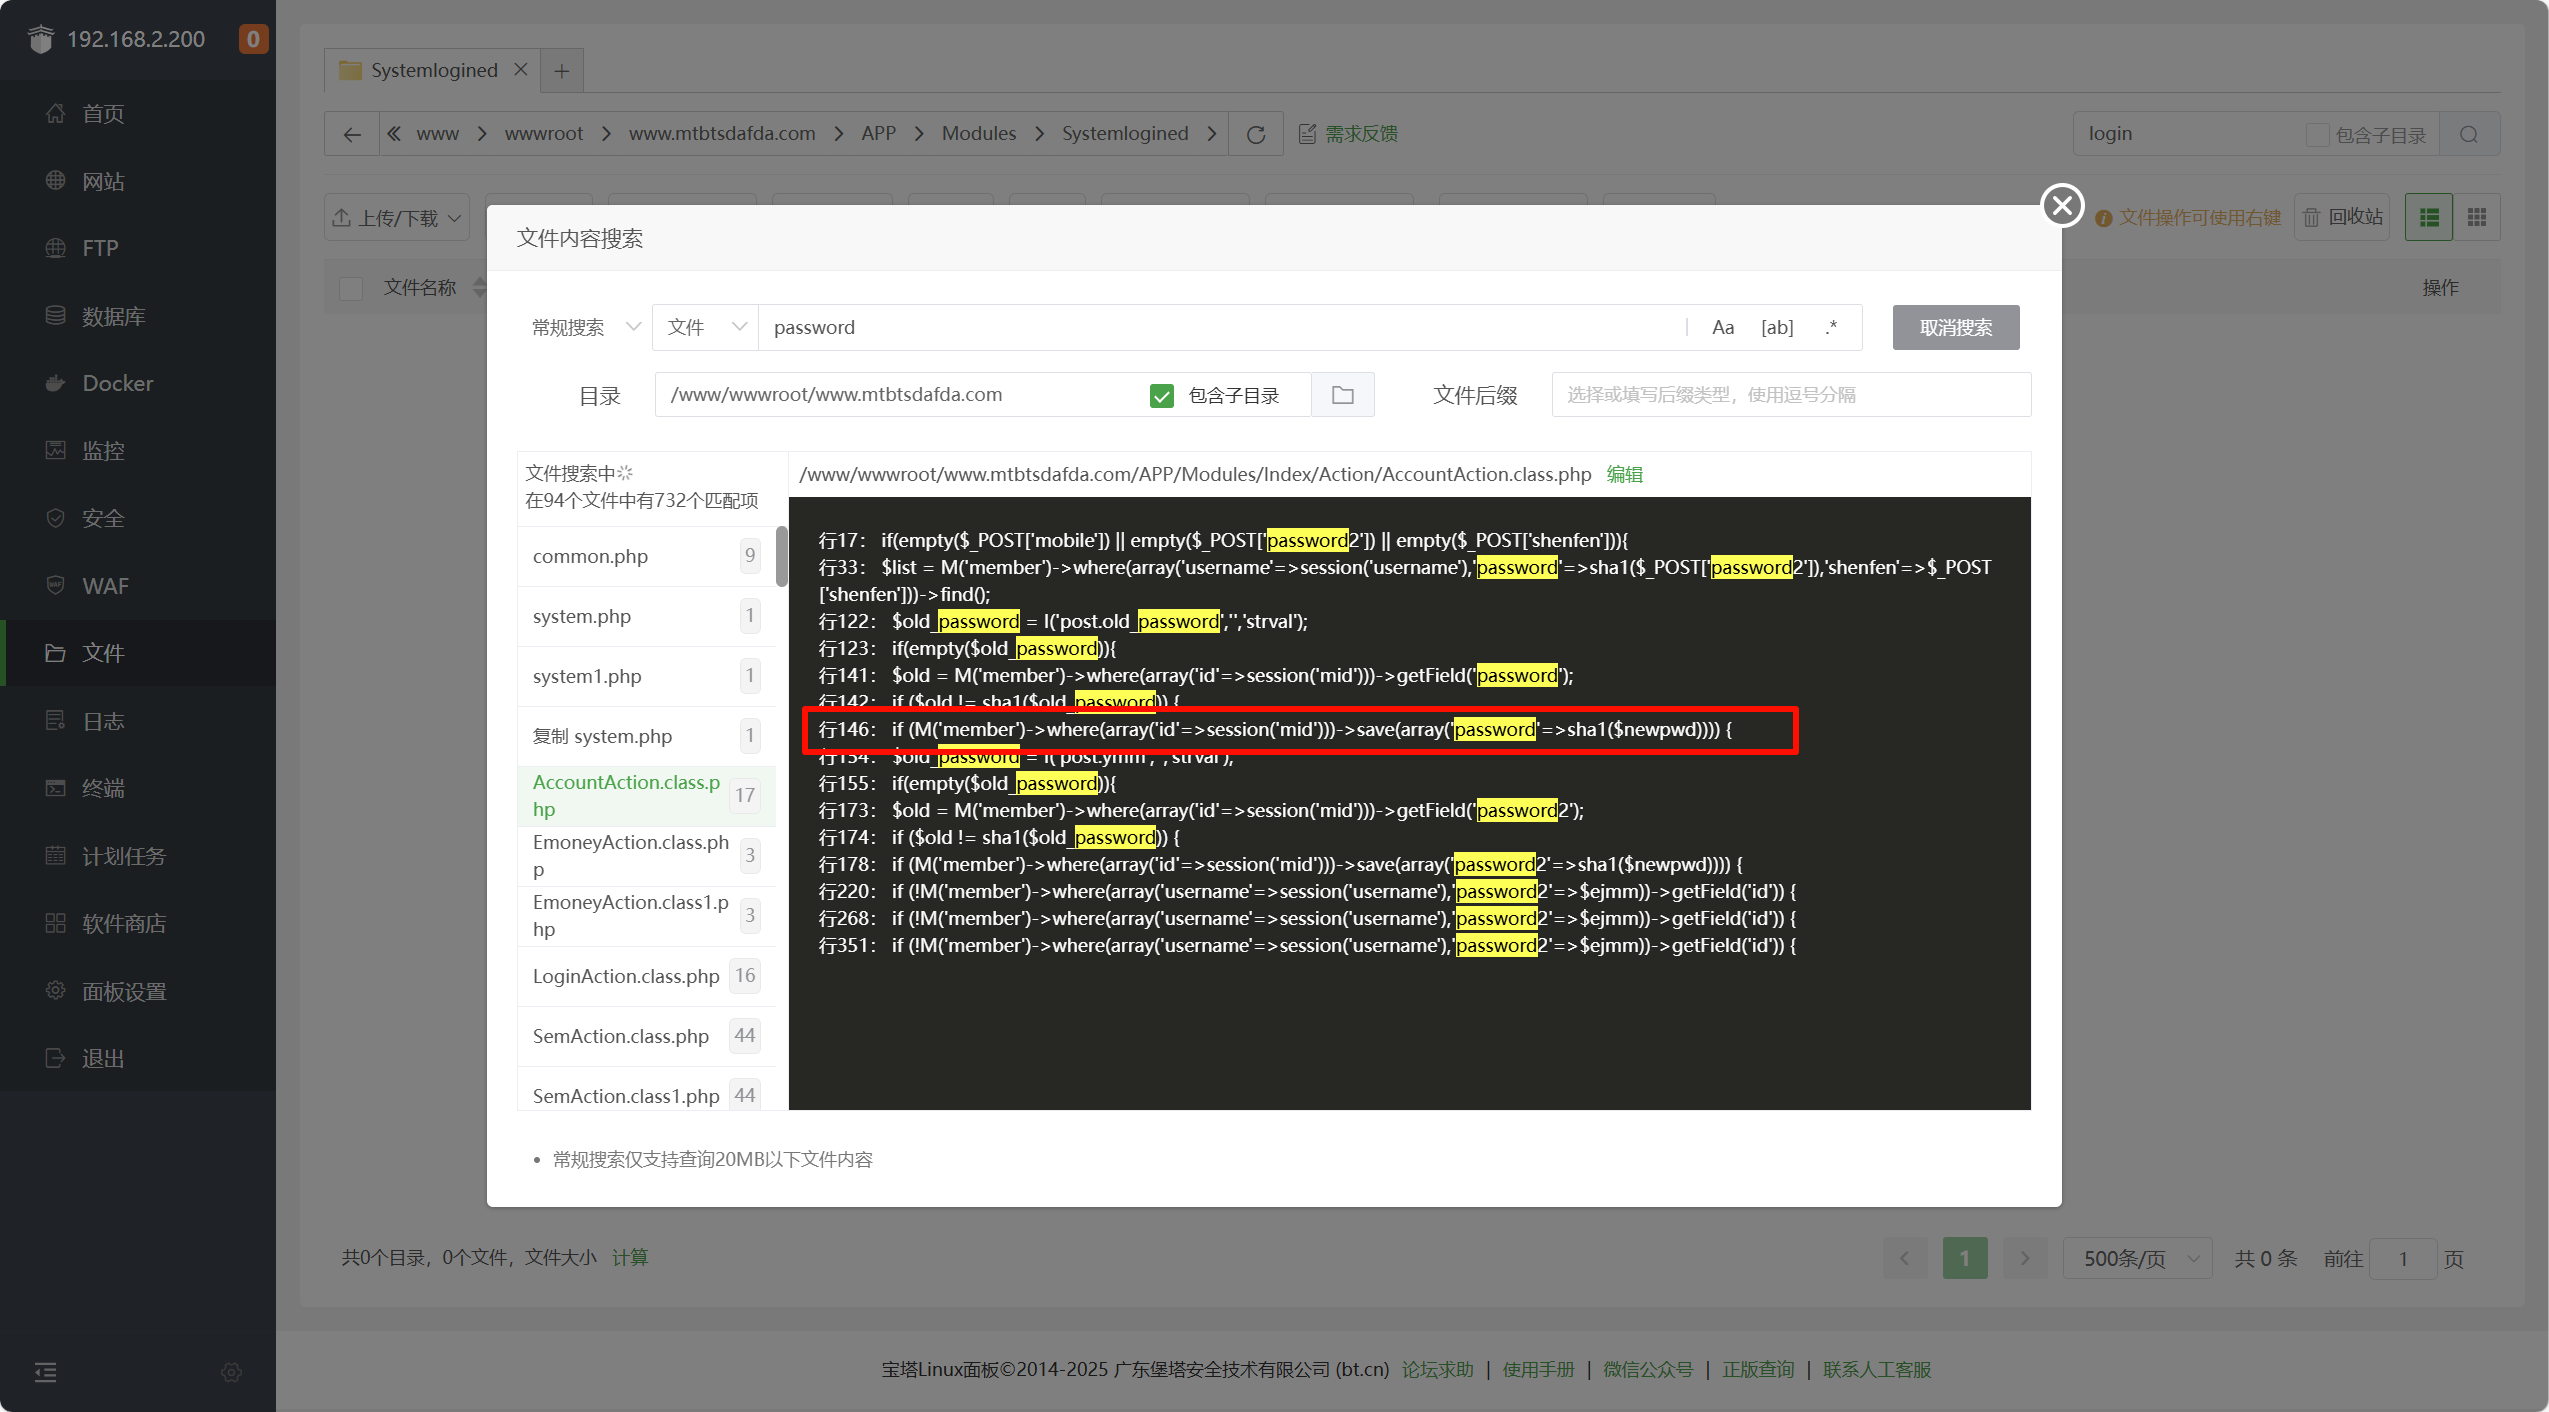 192.168.2.200
0
首页
网站
FTP
数据库
Docker
监控
安全
WAF
文件
日志
终端
计划任务
软件商店
面板设置
退出
Systemlogined
www
wwwroot
www.mtbtsdafda.com
APP
Modules
Systemlogined
需求反馈
login
包含子目录
上传/下载
文件操作可使用右键
回收站
文件名称
操作
文件内容搜索
常规搜索
文件
password
Aa
[ab]
.*
取消搜索
目录
/www/wwwroot/www.mtbtsdafda.com
包含子目录
文件后缀
选择或填写后缀类型，使用逗号分隔
文件搜索中
在94个文件中有732个匹配项
common.php 9
system.php 1
system1.php 1
复制 system.php 1
AccountAction.class.p
hp
17
EmoneyAction.class.ph
p
3
EmoneyAction.class1.p
hp
3
LoginAction.class.php 16
SemAction.class.php 44
SemAction.class1.php 44
/www/wwwroot/www.mtbtsdafda.com/APP/Modules/Index/Action/AccountAction.class.php 编辑
行17： if(empty($_POST['mobile']) || empty($_POST['password2']) || empty($_POST['shenfen'])){
行33： $list = M('member')->where(array('username'=>session('username'),'password'=>sha1($_POST['password2']),'shenfen'=>$_POST
['shenfen']))->find();
行122： $old_password = I('post.old_password','','strval');
行123： if(empty($old_password)){
行141： $old = M('member')->where(array('id'=>session('mid')))->getField('password');
行142： if ($old != sha1($old_password)) {
行146： if (M('member')->where(array('id'=>session('mid')))->save(array('password'=>sha1($newpwd)))) {
行154： $old_password = I('post.ymm','','strval');
行155： if(empty($old_password)){
行173： $old = M('member')->where(array('id'=>session('mid')))->getField('password2');
行174： if ($old != sha1($old_password)) {
行178： if (M('member')->where(array('id'=>session('mid')))->save(array('password2'=>sha1($newpwd)))) {
行220： if (!M('member')->where(array('username'=>session('username'),'password2'=>$ejmm))->getField('id')) {
行268： if (!M('member')->where(array('username'=>session('username'),'password2'=>$ejmm))->getField('id')) {
行351： if (!M('member')->where(array('username'=>session('username'),'password2'=>$ejmm))->getField('id')) {
• 常规搜索仅支持查询20MB以下文件内容
共0个目录，0个文件，文件大小 计算
1
500条/页
共 0 条
前往 1 页
宝塔Linux面板©2014-2025 广东堡塔安全技术有限公司 (bt.cn) 论坛求助 | 使用手册 | 微信公众号 | 正版查询 | 联系人工客服